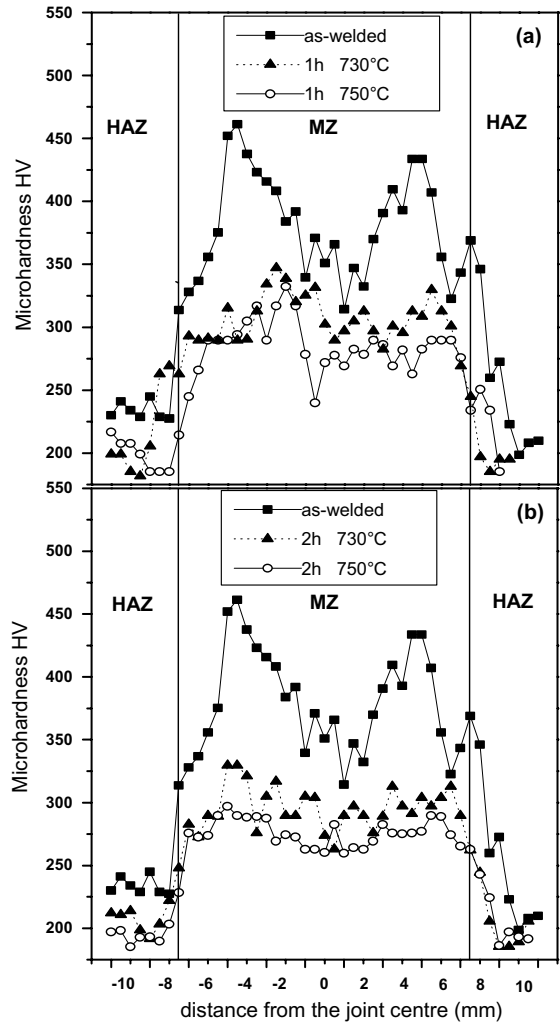 550
500
450
400
350
300
250
200
Microhardness HV
as-welded
1h 730°C
1h 750°C
(a)
HAZ
MZ
HAZ
550
500
450
400
350
300
250
200
Microhardness HV
as-welded
2h 730°C
2h 750°C
(b)
HAZ
MZ
HAZ
-10 -8 -6 -4 -2 0 2 4 6 8 10
distance from the joint centre (mm)